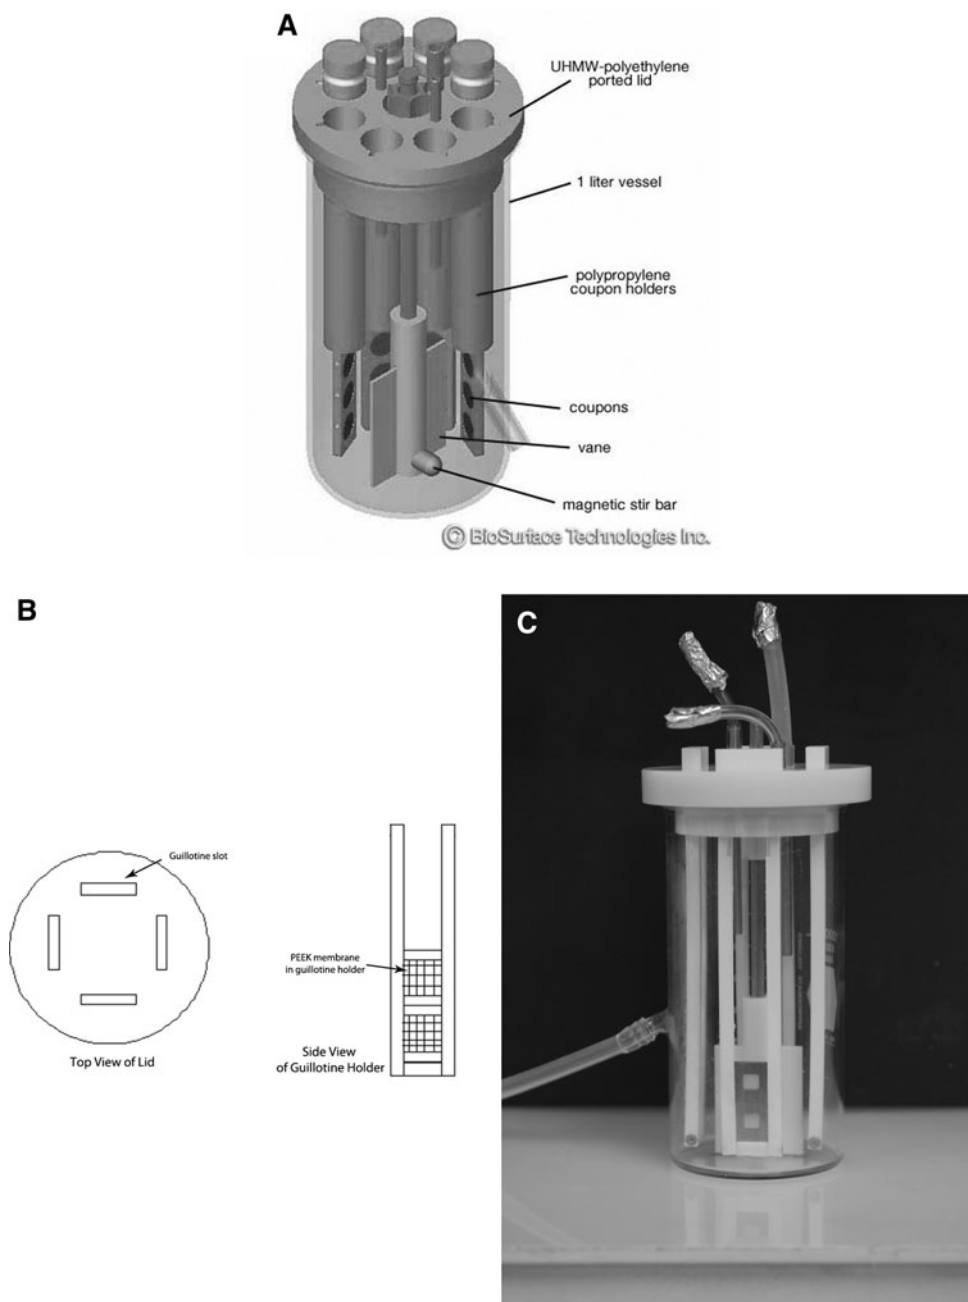 A
UHMW-polyethylene
ported lid
1 liter vessel
polypropylene
coupon holders
coupons
vane
magnetic stir bar
© BioSurface Technologies Inc.
B
Guillotine slot
Top View of Lid
PEEK membrane
in guillotine holder
Side View
of Guillotine Holder
C